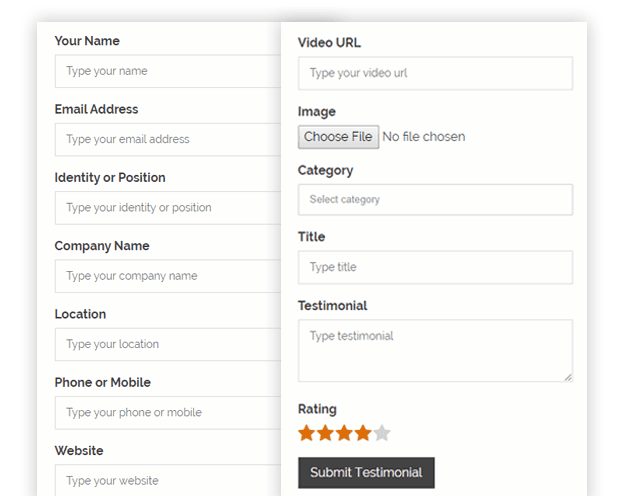 Your Name
Type your name
Email Address
Type your email address
Identity or Position
Type your identity or position
Company Name
Type your company name
Location
Type your location
Phone or Mobile
Type your phone or mobile
Website
Type your website
Video URL
Type your video url
Image
Choose File No file chosen
Category
Select category
Title
Type title
Testimonial
Type testimonial
Rating
Submit Testimonial